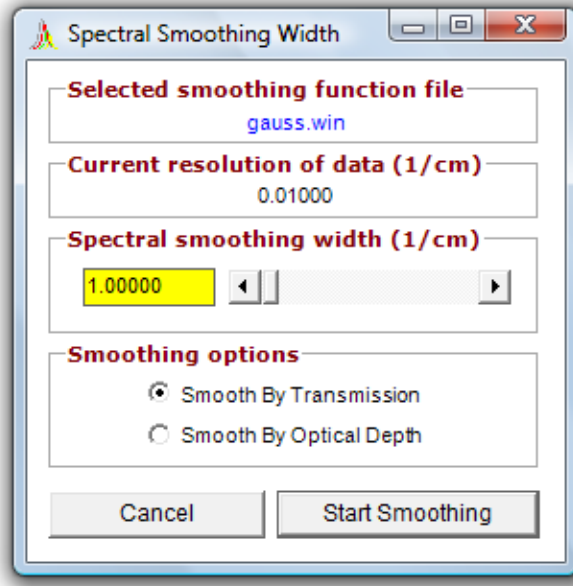 Spectral Smoothing Width
Selected smoothing function file
gauss.win
Current resolution of data (1/cm)
0.01000
Spectral smoothing width (1/cm)
1.00000
Smoothing options
Smooth By Transmission
Smooth By Optical Depth
Cancel Start Smoothing